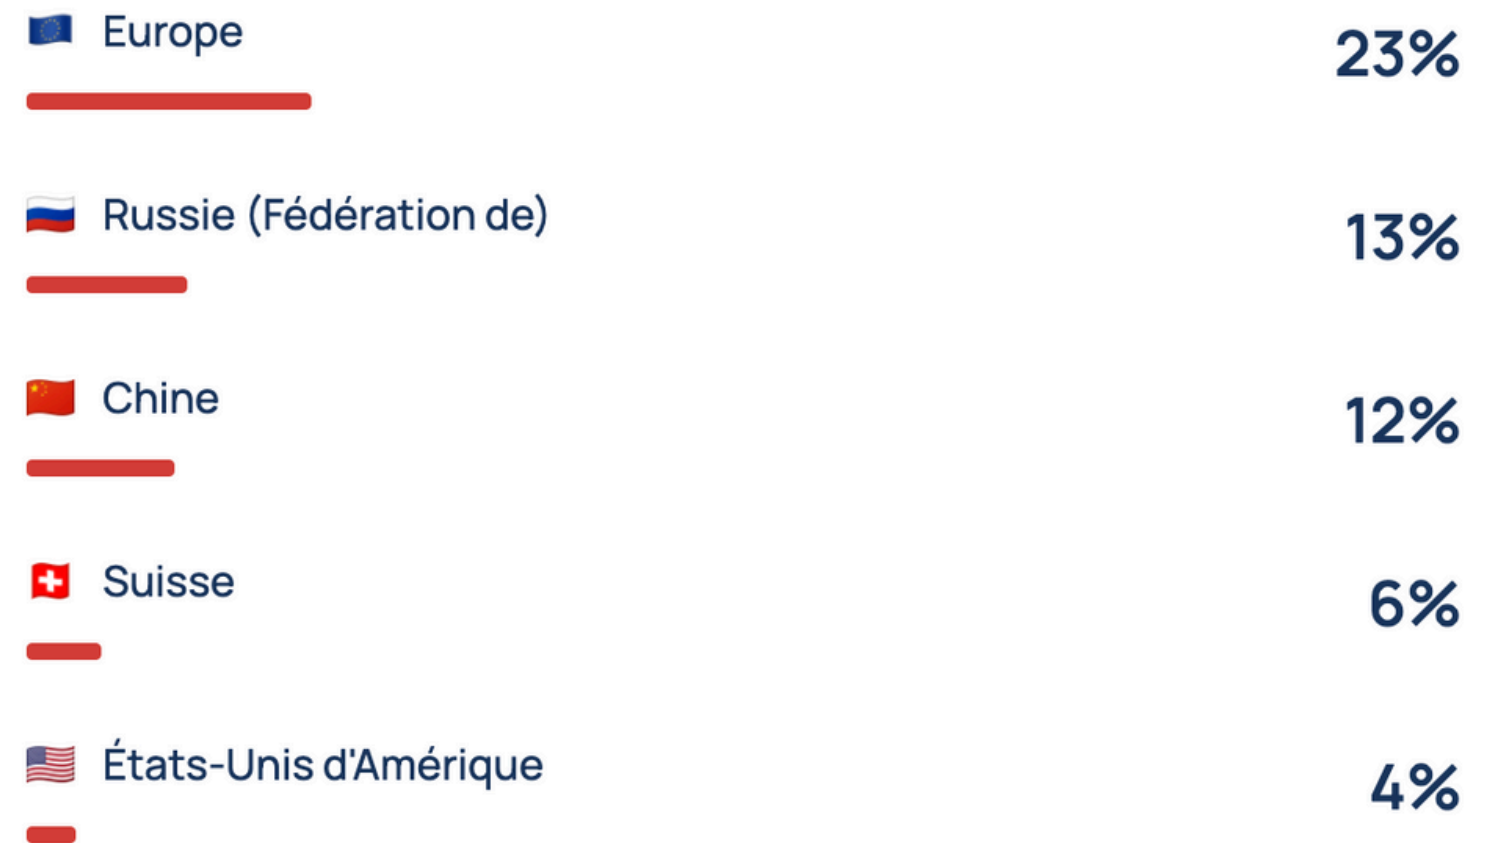 Europe
23%
Russie (Fédération de)
13%
Chine
12%
Suisse
6%
États-Unis d'Amérique
4%